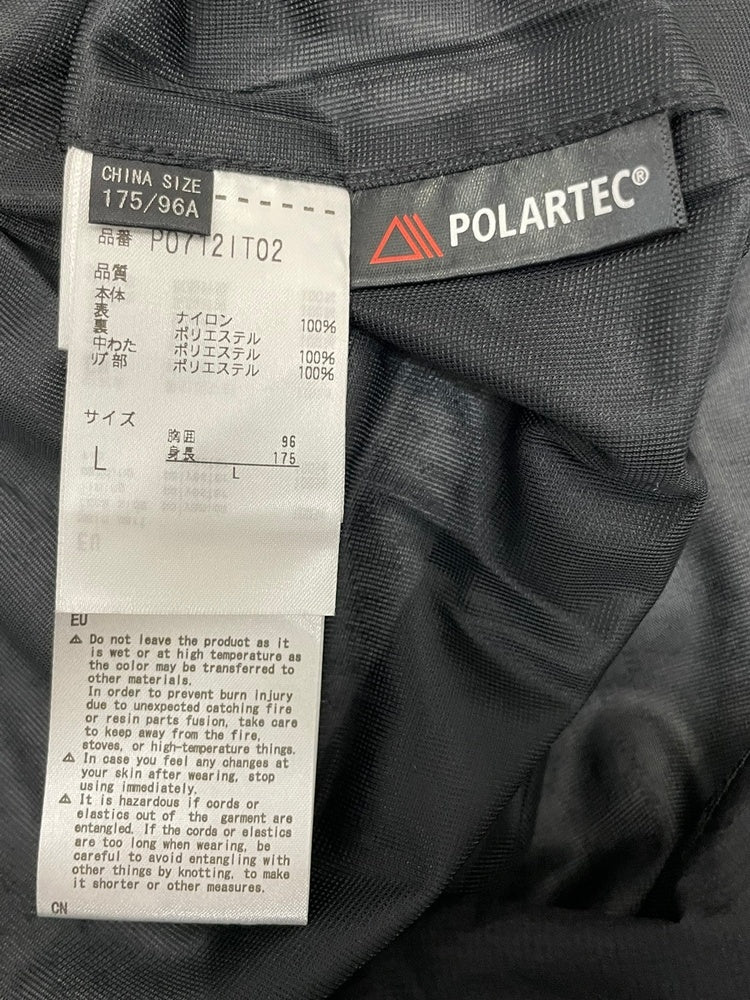 CHINA SIZE
175/96A
POLARTEC®
品番 P0712IT02
品質
本体
表 ナイロン 100%
裏 ポリエステル
中わた ポリエステル 100%
リブ部 ポリエステル 100%
サイズ
L
胸囲 96
身長 175
L
EU
⚠ Do not leave the product as it
is wet or at high temperature as
the color may be transferred to
other materials.
In order to prevent burn injury
due to unexpected catching fire
or resin parts fusion, take care
to keep away from the fire,
stoves, or high-temperature things.
⚠ In case you feel any changes at
your skin after wearing, stop
using immediately.
⚠ It is hazardous if cords or
elastics out of the garment are
entangled. If the cords or elastics
are too long when wearing, be
careful to avoid entangling with
other things by knotting, to make
it shorter or other measures.
CN